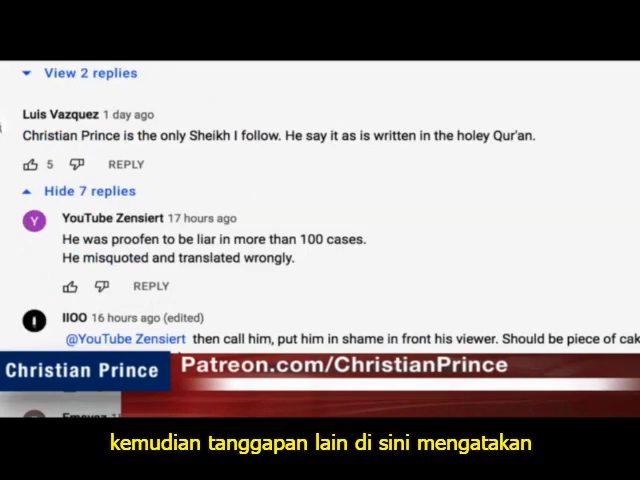 View 2 replies
Luis Vazquez 1 day ago
Christian Prince is the only Sheikh I follow. He say it as is written in the holey Qur'an.
5 REPLY
Hide 7 replies
Y
YouTube Zensiert 17 hours ago
He was proofen to be liar in more than 100 cases.
He misquoted and translated wrongly.
REPLY
IIOO 16 hours ago (edited)
@YouTube Zensiert then call him, put him in shame in front his viewer. Should be piece of cak
Christian Prince
Patreon.com/ChristianPrince
kemudian tanggapan lain di sini mengatakan